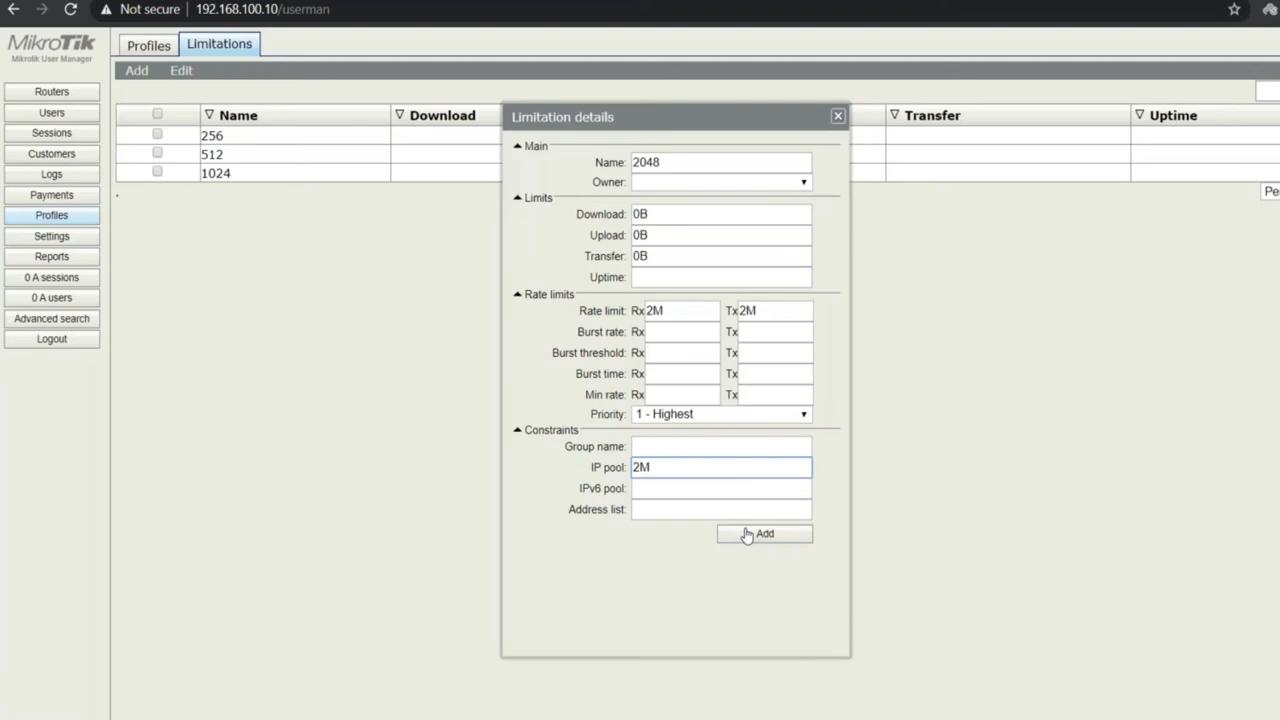 Not secure 192.168.100.10/userman
MikroTik
Mikrotik User Manager
Routers
Users
Sessions
Customers
Logs
Payments
Profiles
Settings
Reports
0 A sessions
0 A users
Advanced search
Logout
Profiles Limitations
Add Edit
Name Download Transfer Uptime
256
512
1024
Pe
Limitation details
Main
Name: 2048
Owner:
Limits
Download: 0B
Upload: 0B
Transfer: 0B
Uptime:
Rate limits
Rate limit: Rx 2M Tx 2M
Burst rate: Rx Tx
Burst threshold: Rx Tx
Burst time: Rx Tx
Min rate: Rx Tx
Priority: 1 - Highest
Constraints
Group name:
IP pool: 2M
IPv6 pool:
Address list:
Add